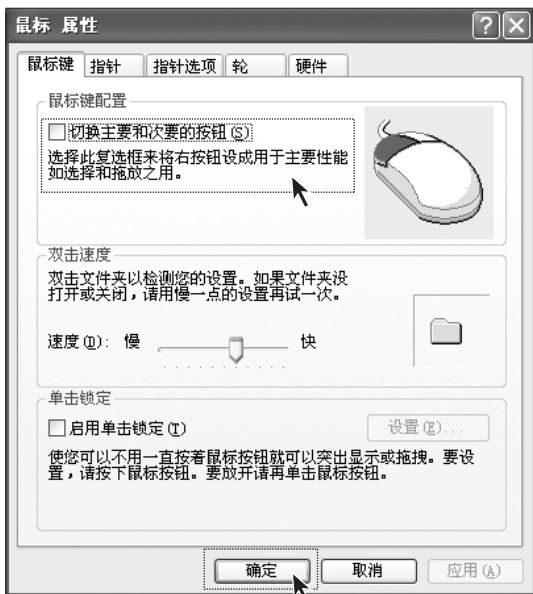 鼠标 属性
鼠标键 指针 指针选项 轮 硬件
鼠标键配置
切换主要和次要的按钮(S)
选择此复选框来将右按钮设成用于主要性能
如选择和拖放之用。
双击速度
双击文件夹以检测您的设置。如果文件夹没
打开或关闭，请用慢一点的设置再试一次。
速度(D): 慢 快
单击锁定
启用单击锁定(T)
设置(E)...
使您可以不用一直按着鼠标按钮就可以突出显示或拖拽。要设
置，请按下鼠标按钮。要放开请再单击鼠标按钮。
确定 取消 应用(A)